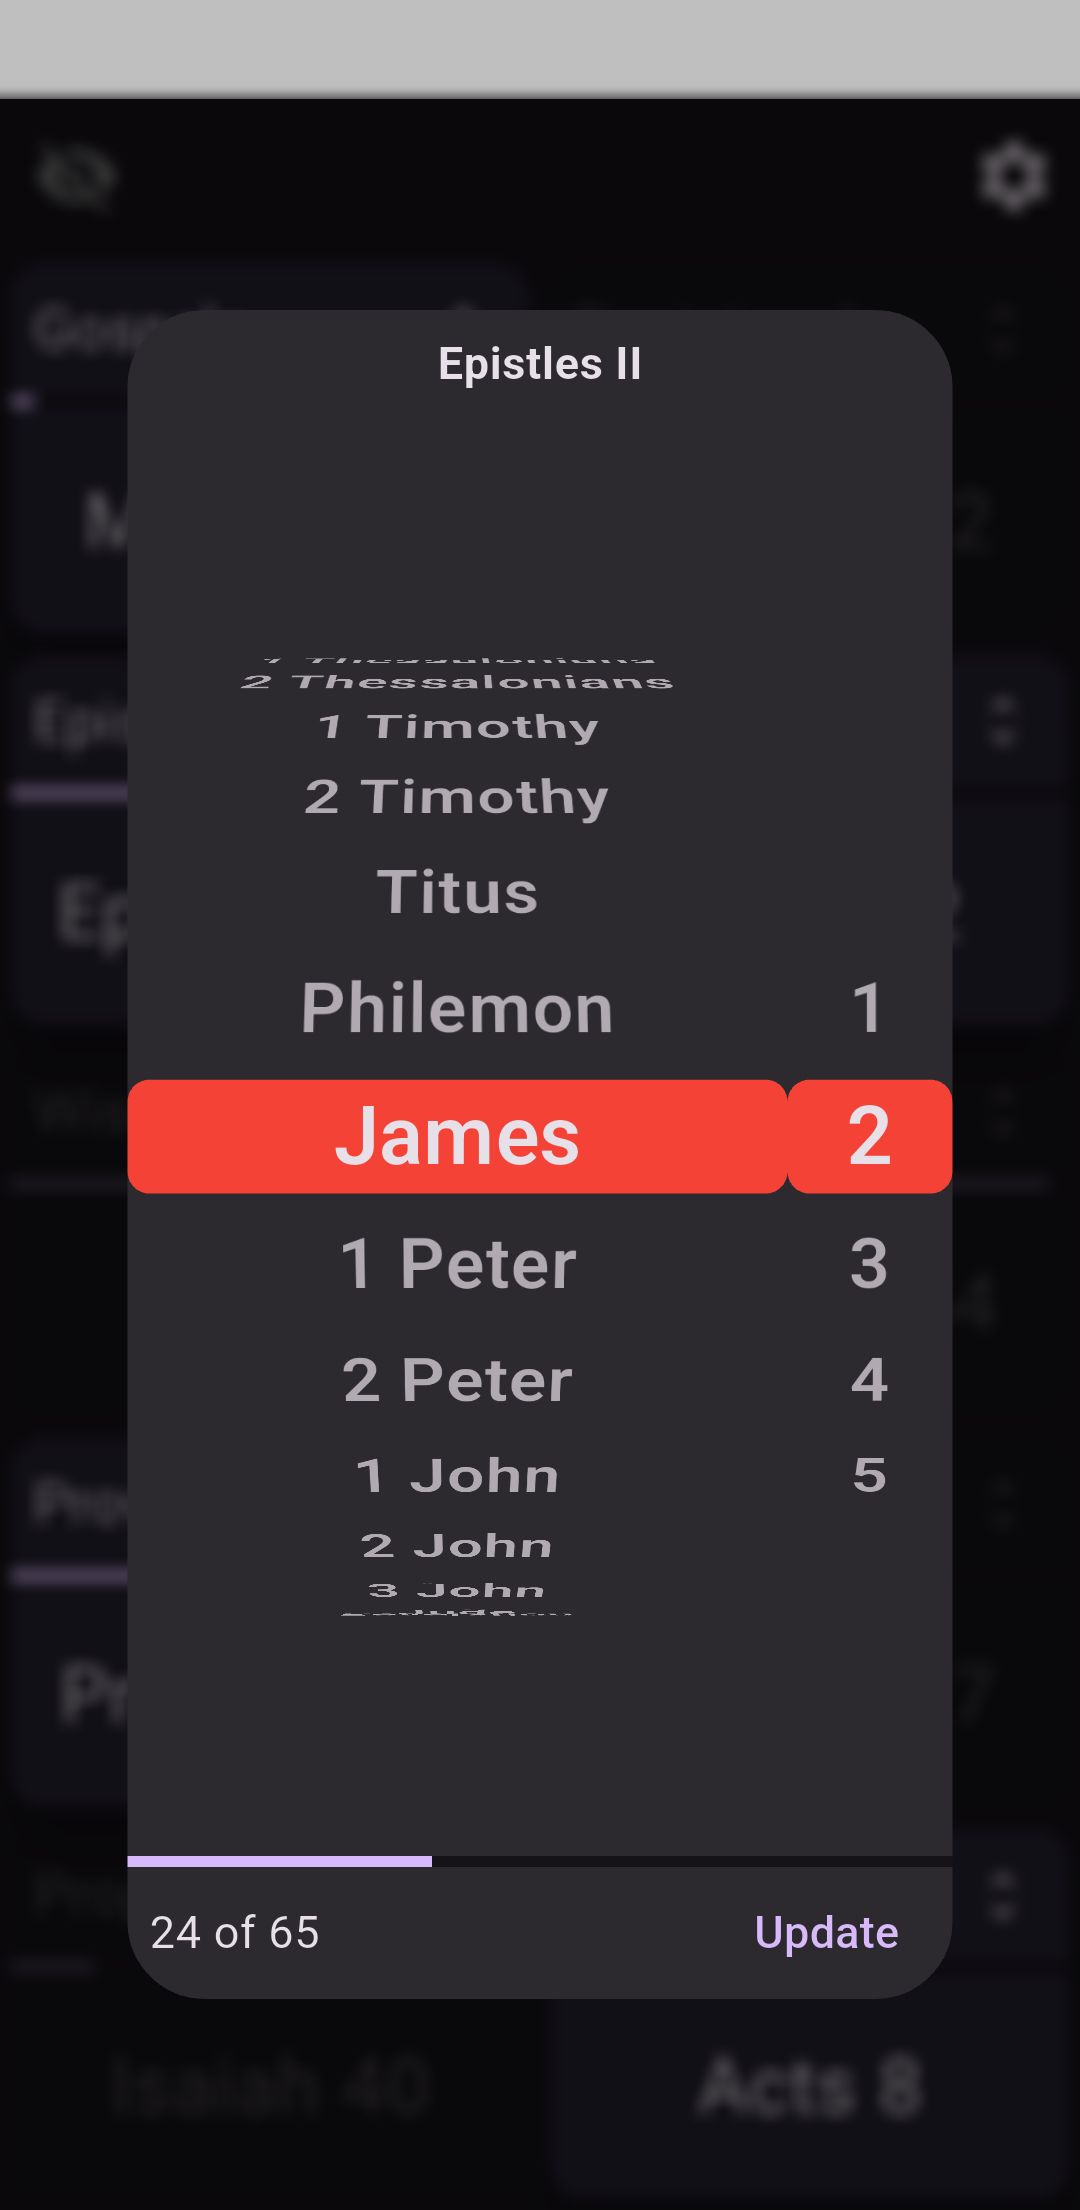 Epistles II
2 Thessalonians
1 Timothy
2 Timothy
Titus
Philemon 1
James 2
1 Peter 3
2 Peter 4
1 John 5
2 John
3 John
24 of 65 Update
Isaiah 40 Acts 8